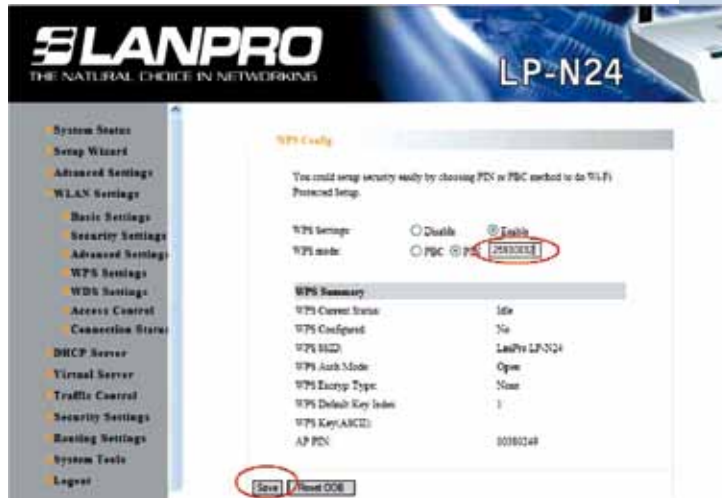 LANPRO
THE NATURAL CHOICE IN NETWORKING
LP-N24
System Status
Setup Wizard
Advanced Settings
WLAN Settings
Basic Settings
Security Settings
Advanced Settings
WPS Settings
WDS Settings
Access Control
Connection Status
DHCP Server
Virtual Server
Traffic Control
Security Settings
Routing Settings
System Tools
Logout
WPS Config
You could setup security easily by choosing PIN or PBC method to do Wi-Fi
Protected Setup.
WPS Settings: Disable Enable
WPS mode: PBC
WPS Summary
WPS Current Status: Idle
WPS Configured: No
WPS SSID: LanPro LP-N24
WPS Auth Mode: Open
WPS Encryp Type: None
WPS Default Key Index: 1
WPS Key(ASCII):
AP PIN:
Save Reset OOB